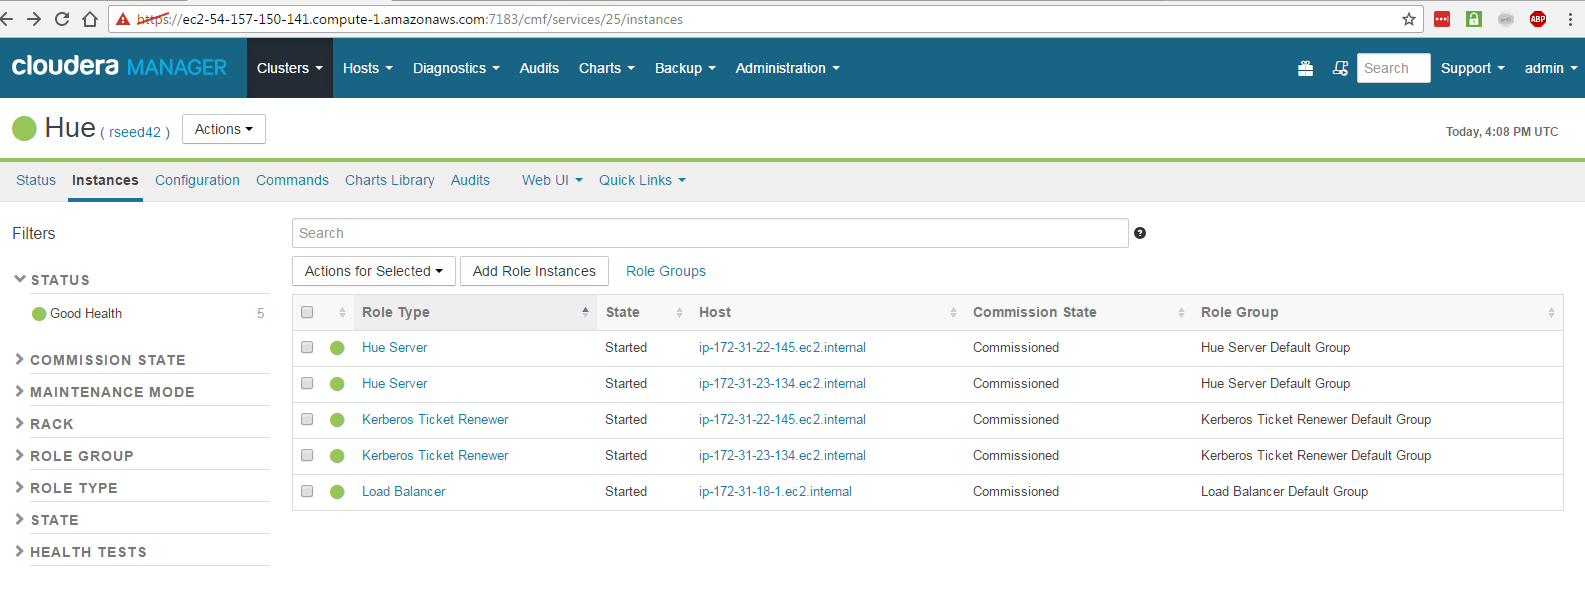 https://ec2-54-157-150-141.compute-1.amazonaws.com:7183/cmf/services/25/instances
ABP
cloudera MANAGER Clusters Hosts Diagnostics Audits Charts Backup Administration Search Support admin
Hue ( rseed42 ) Actions
Today, 4:08 PM UTC
Status Instances Configuration Commands Charts Library Audits Web UI Quick Links
Filters
Search
?
STATUS
Good Health 5
COMMISSION STATE
MAINTENANCE MODE
RACK
ROLE GROUP
ROLE TYPE
STATE
HEALTH TESTS
Actions for Selected Add Role Instances Role Groups
Role Type State Host Commission State Role Group
Hue Server Started ip-172-31-22-145.ec2.internal Commissioned Hue Server Default Group
Hue Server Started ip-172-31-23-134.ec2.internal Commissioned Hue Server Default Group
Kerberos Ticket Renewer Started ip-172-31-22-145.ec2.internal Commissioned Kerberos Ticket Renewer Default Group
Kerberos Ticket Renewer Started ip-172-31-23-134.ec2.internal Commissioned Kerberos Ticket Renewer Default Group
Load Balancer Started ip-172-31-18-1.ec2.internal Commissioned Load Balancer Default Group